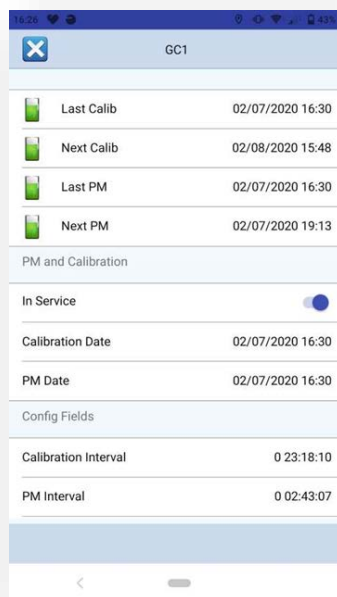 16:26 43%
GC1
Last Calib 02/07/2020 16:30
Next Calib 02/08/2020 15:48
Last PM 02/07/2020 16:30
Next PM 02/07/2020 19:13
PM and Calibration
In Service
Calibration Date 02/07/2020 16:30
PM Date 02/07/2020 16:30
Config Fields
Calibration Interval 0 23:18:10
PM Interval 0 02:43:07